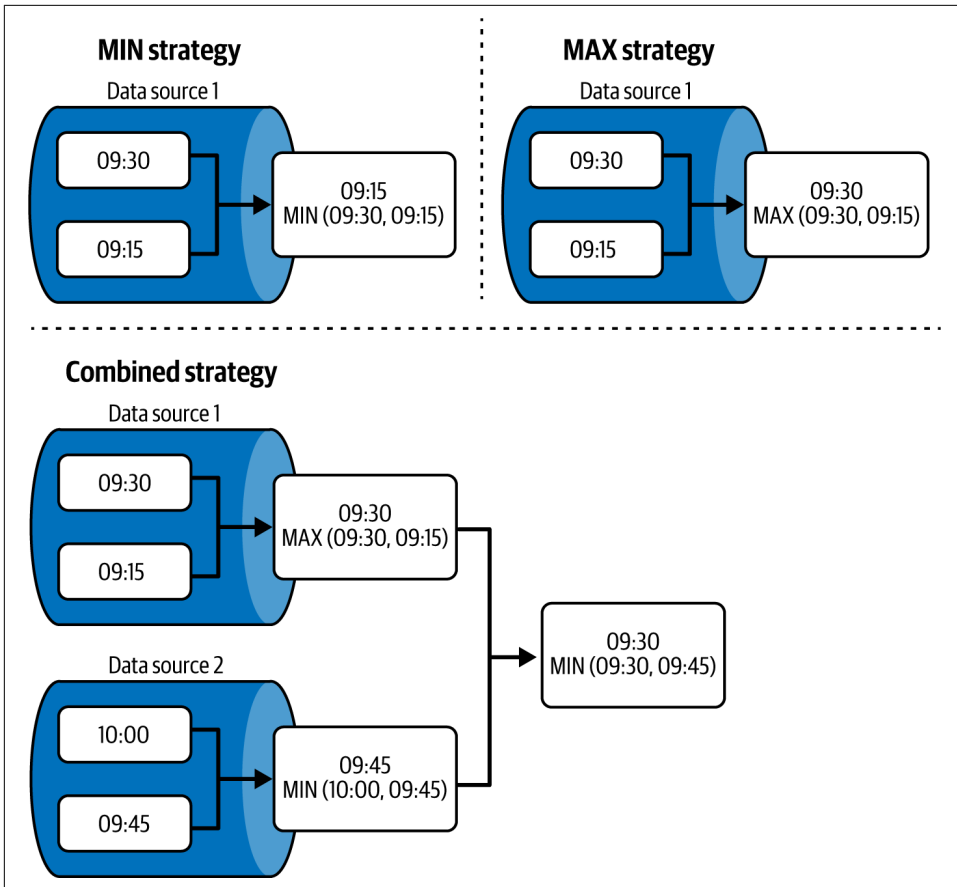 MIN strategy
Data source 1
09:30
09:15
09:15
MIN (09:30, 09:15)
MAX strategy
Data source 1
09:30
09:15
09:30
MAX (09:30, 09:15)
Combined strategy
Data source 1
09:30
09:15
09:30
MAX (09:30, 09:15)
Data source 2
10:00
09:45
09:45
MIN (10:00, 09:45)
09:30
MIN (09:30, 09:45)